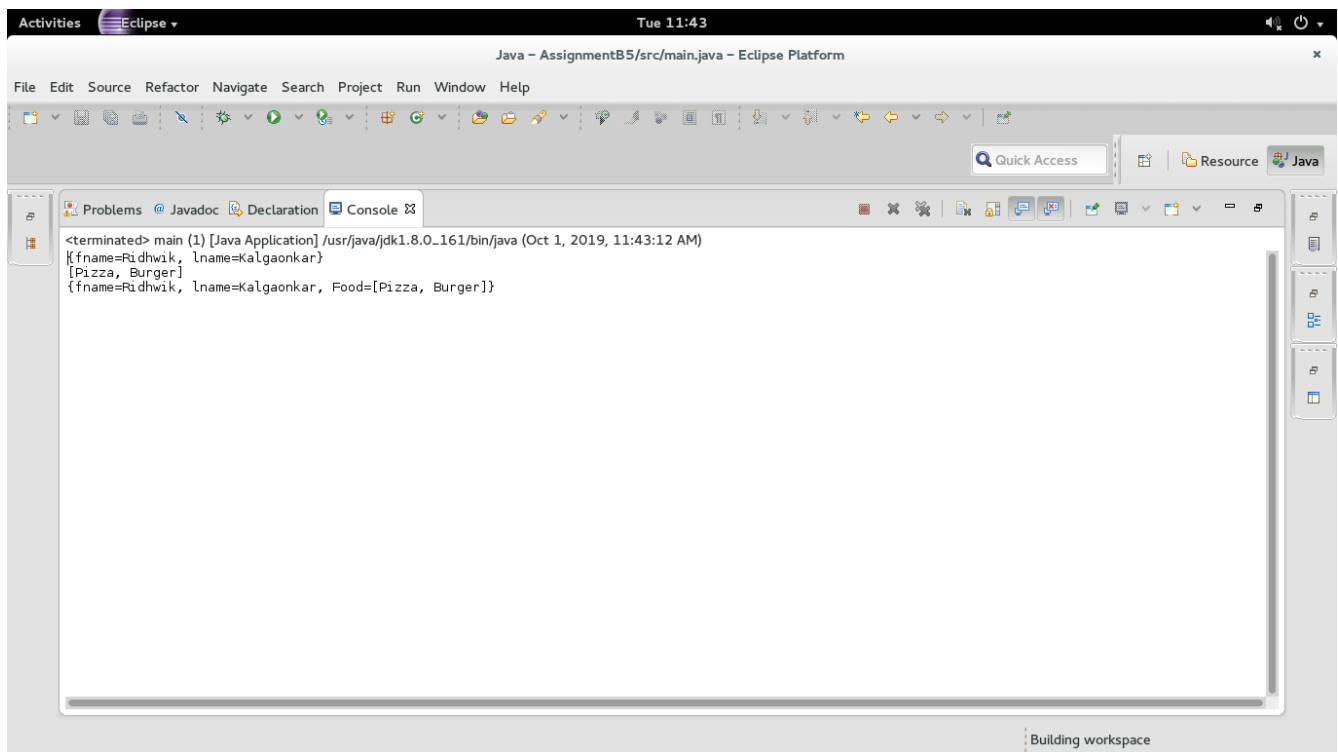 Activities Eclipse Tue 11:43
Java – AssignmentB5/src/main.java – Eclipse Platform
File Edit Source Refactor Navigate Search Project Run Window Help
Quick Access Resource Java
Problems @ Javadoc Declaration Console
<terminated> main (1) [Java Application] /usr/java/jdk1.8.0_161/bin/java (Oct 1, 2019, 11:43:12 AM)
{fname=Ridhwik, lname=Kalgaonkar}
[Pizza, Burger]
{fname=Ridhwik, lname=Kalgaonkar, Food=[Pizza, Burger]}
Building workspace